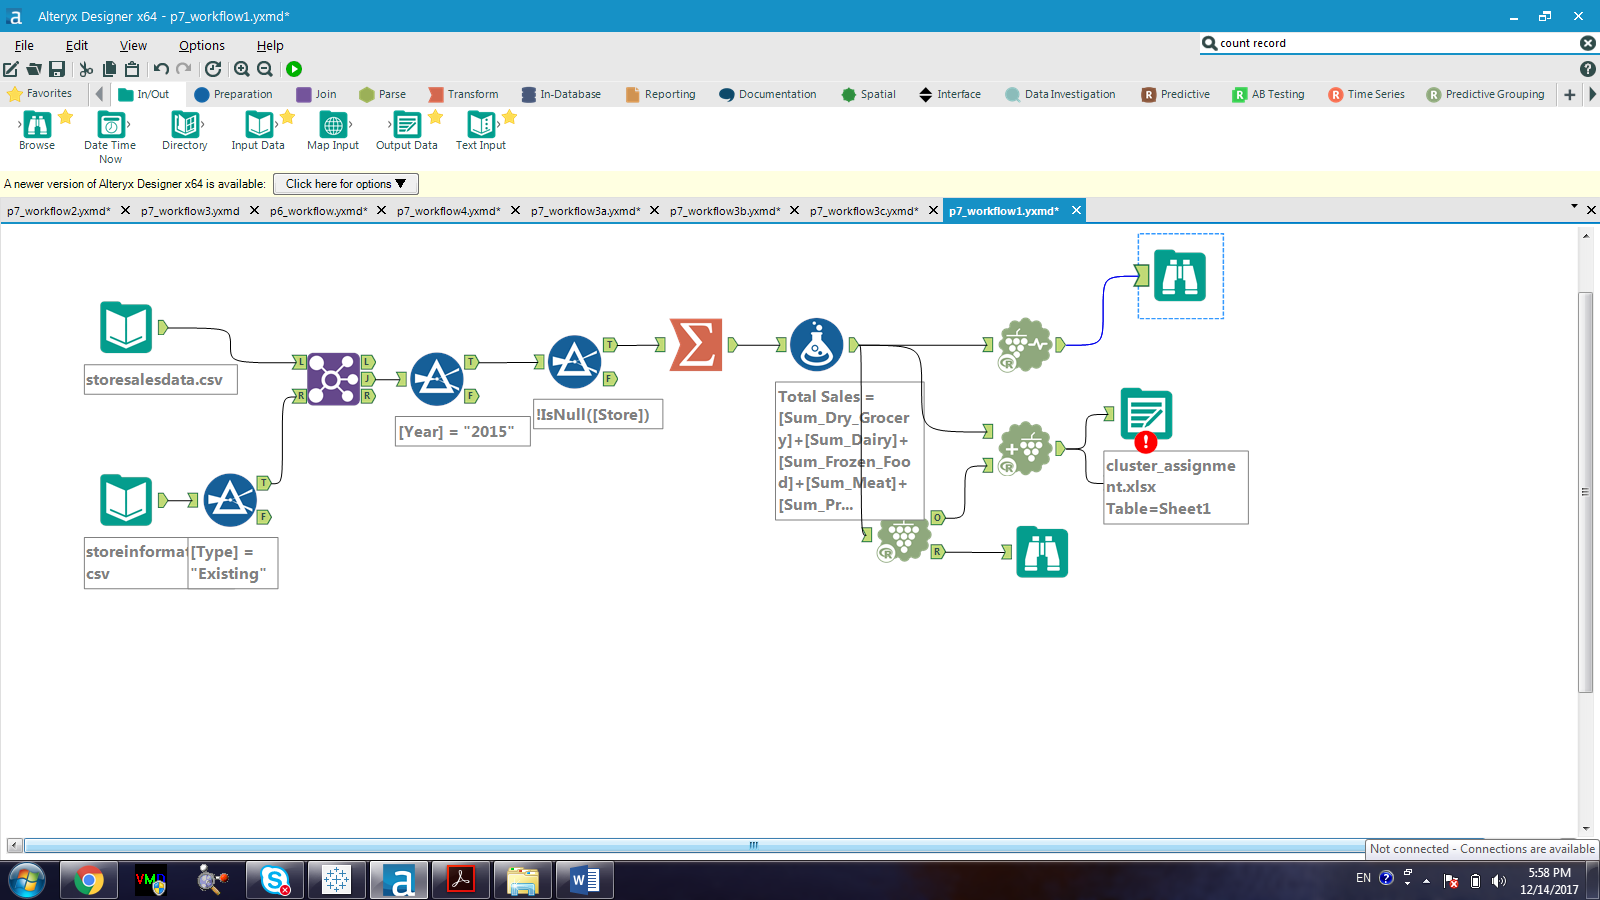 Alteryx Designer x64 - p7_workflow1.yxmd*
File Edit View Options Help
count record
Favorites In/Out Preparation Join Parse Transform In-Database Reporting Documentation Spatial Interface Data Investigation Predictive AB Testing Time Series Predictive Grouping
Browse Date Time Now Directory Input Data Map Input Output Data Text Input
A newer version of Alteryx Designer x64 is available: Click here for options ▼
p7_workflow2.yxmd* p7_workflow3.yxmd p6_workflow.yxmd* p7_workflow4.yxmd* p7_workflow3a.yxmd* p7_workflow3b.yxmd* p7_workflow3c.yxmd* p7_workflow1.yxmd*
storesalesdata.csv
L
R
L
J
R
T
F
[Year] = "2015"
T
F
!IsNull([Store])
Total Sales =
[Sum_Dry_Grocer
y]+[Sum_Dairy]+
[Sum_Frozen_Foo
d]+[Sum_Meat]+
[Sum_Pr...
R
R
R
O
R
cluster_assignme
nt.xlsx
Table=Sheet1
T
F
storeinformat
csv
[Type] =
"Existing"
Not connected - Connections are available
EN
5:58 PM
12/14/2017